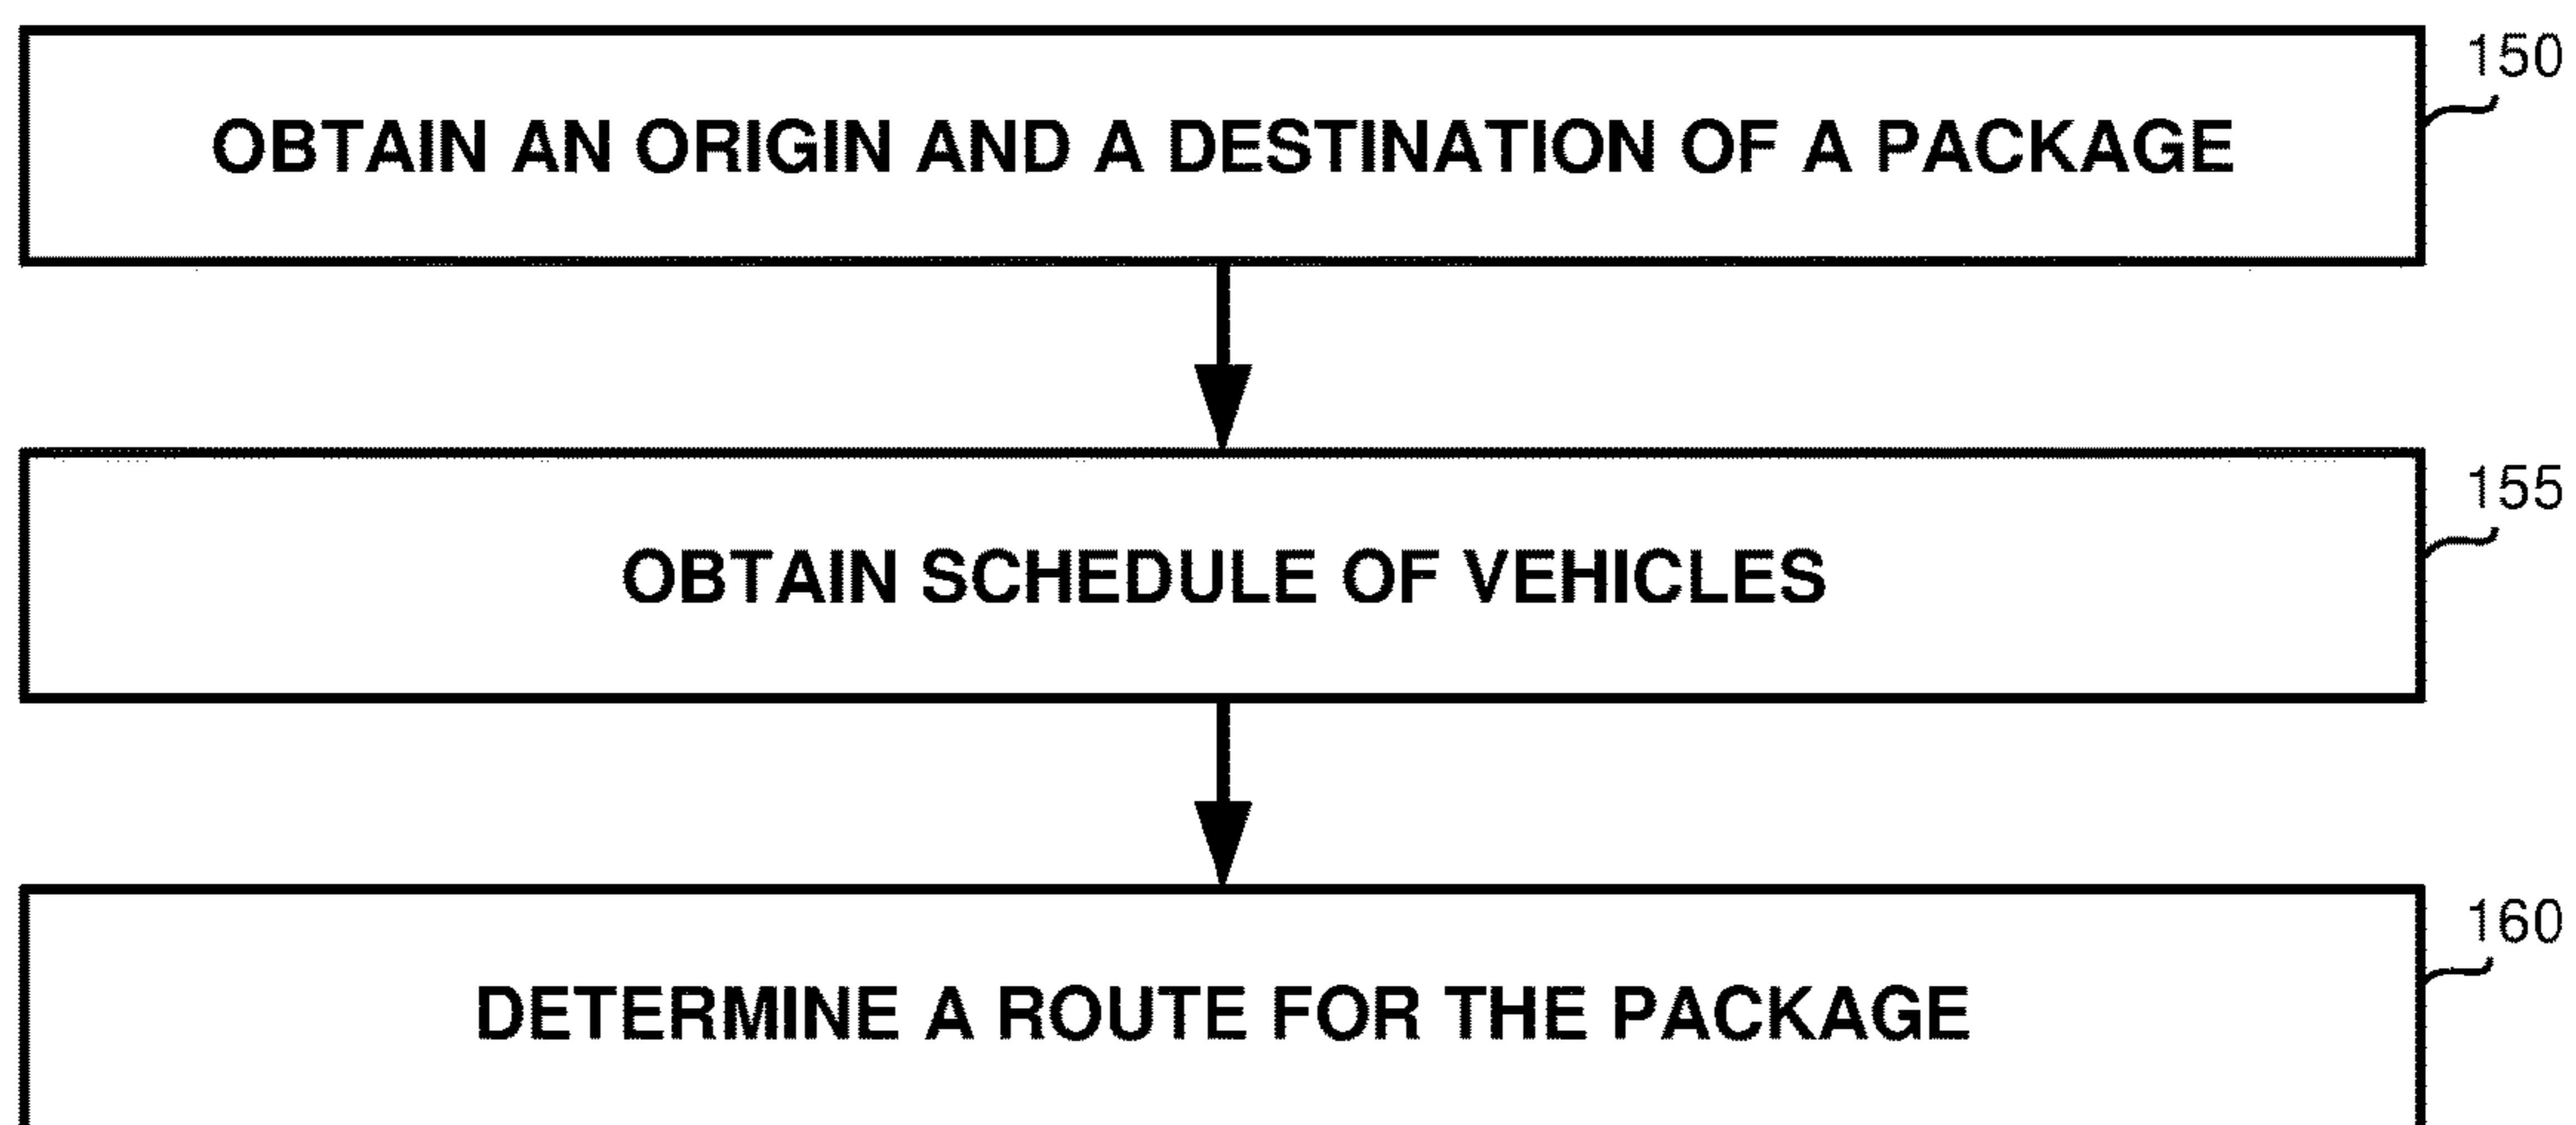 150
OBTAIN AN ORIGIN AND A DESTINATION OF A PACKAGE
155
OBTAIN SCHEDULE OF VEHICLES
160
DETERMINE A ROUTE FOR THE PACKAGE